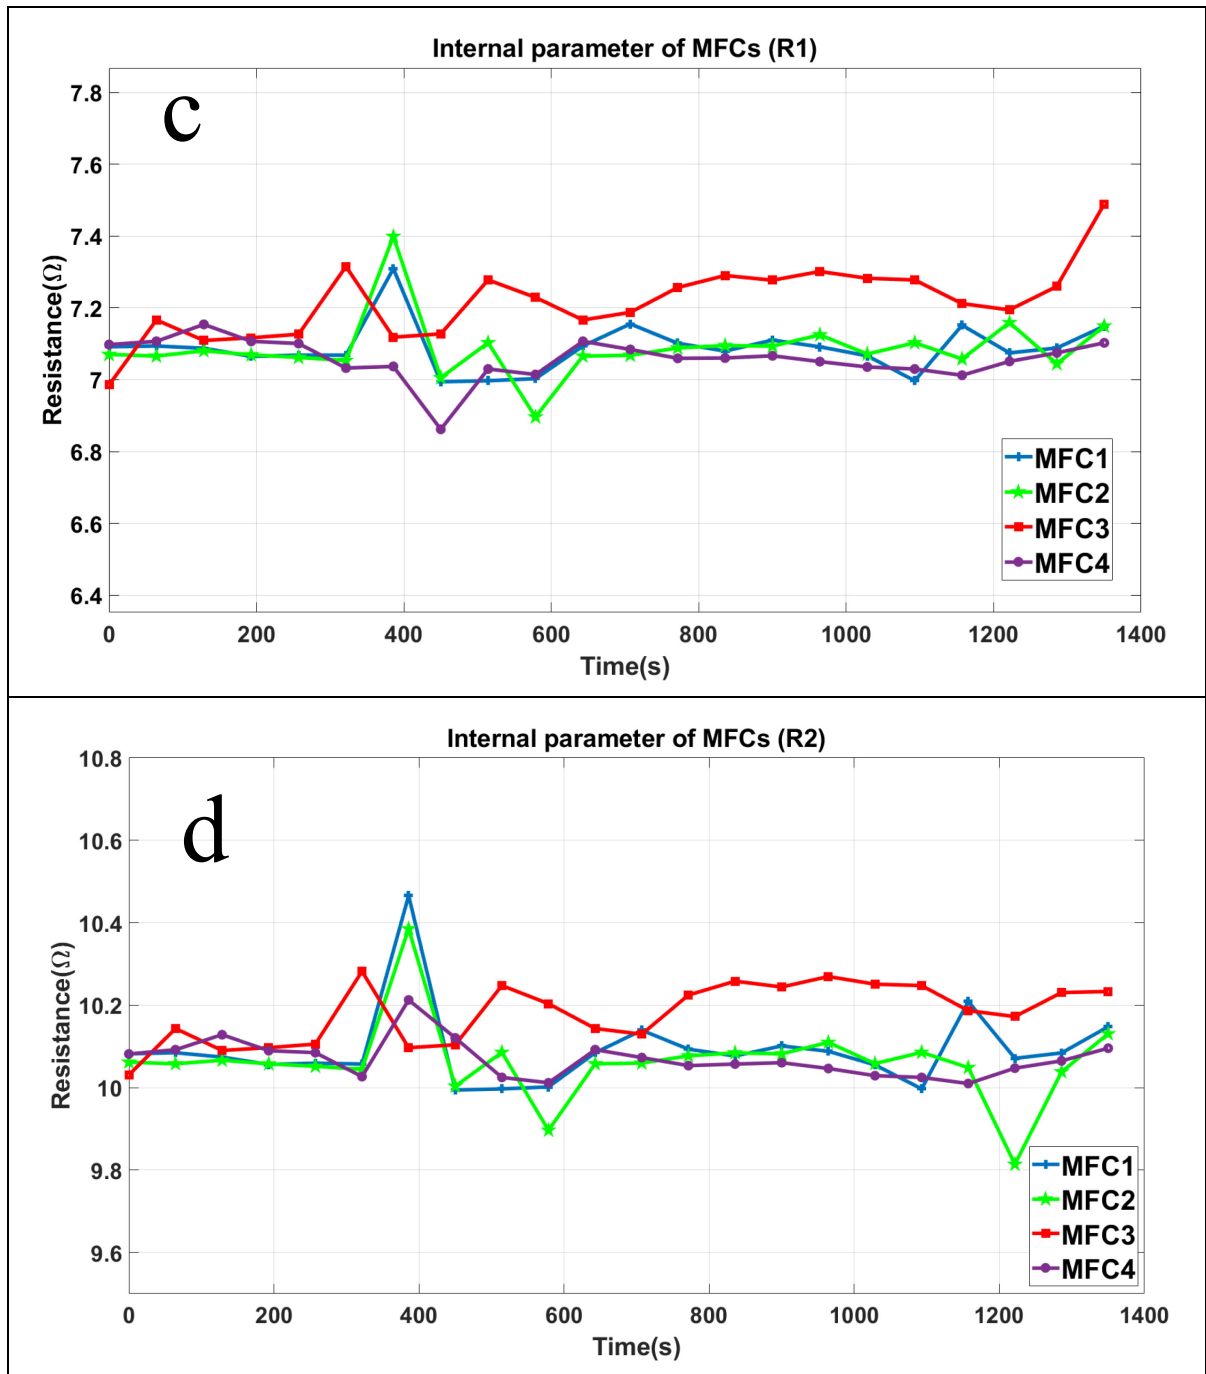 Internal parameter of MFCs (R1)
c
7.8
7.6
7.4
7.2
7
6.8
6.6
6.4
Resistance(Ω)
MFC1
MFC2
MFC3
MFC4
0 200 400 600 800 1000 1200 1400
Time(s)
Internal parameter of MFCs (R2)
d
10.8
10.6
10.4
10.2
10
9.8
9.6
Resistance(Ω)
MFC1
MFC2
MFC3
MFC4
0 200 400 600 800 1000 1200 1400
Time(s)